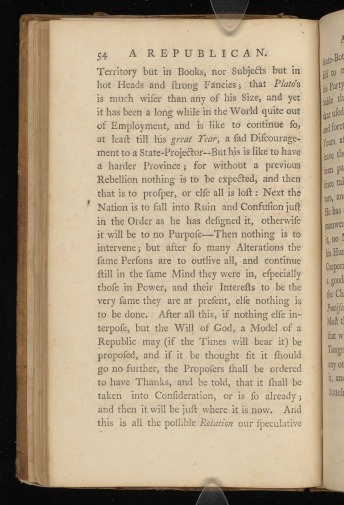 54 A REPUBLICAN.
Territory but in Books, nor Subjects but in
hot Heads and ſtrong Fancies; that Plato's
is much wiſer than any of his Size, and yet
it has been a long while in the World quite out
of Employment, and is like to continue ſo,
at leaſt till his great Year, a ſad Diſcourage-
ment to a State-Projector--But his is like to have
a harder Province; for without a previous
Rebellion nothing is to be expected, and then
that is to proſper, or elſe all is loſt: Next the
Nation is to fall into Ruin and Confuſion juſt
in the Order as he has deſigned it, otherwiſe
it will be to no Purpoſe—Then nothing is to
intervene; but after ſo many Alterations the
ſame Perſons are to outlive all, and continue
ſtill in the ſame Mind they were in, eſpecially
thoſe in Power, and their Intereſts to be the
very ſame they are at preſent, elſe nothing is
to be done. After all this, if nothing elſe in-
terpoſe, but the Will of God, a Model of a
Republic may (if the Times will bear it) be
propoſed, and if it be thought fit it ſhould
go no further, the Propoſers ſhall be ordered
to have Thanks, and be told, that it ſhall be
taken into Conſideration, or is ſo already;
and then it will be juſt where it is now. And
this is all the poſſible Rotation our ſpeculative